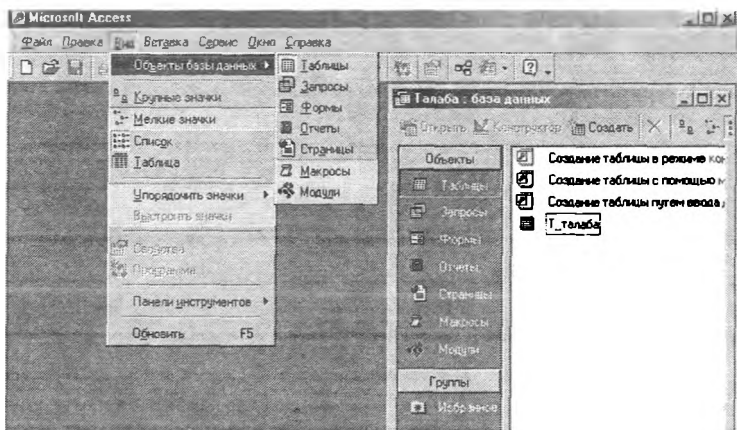 Microsoft Access
Файл Правка Вид Вставка Сервис Окно Справка
Объекты базы данных
Крупные значки
Мелкие значки
Список
Таблица
Упорядочить значки
Выстроить значки
Свойства
Программа
Панели инструментов
Обновить F5
Таблицы
Запросы
Формы
Отчеты
Страницы
Макросы
Модули
Талаба : база данных
Открыть Конструктор Создать
Объекты
Таблицы
Запросы
Формы
Отчеты
Страницы
Макросы
Модули
Группы
Избранное
Создание таблицы в режиме кон
Создание таблицы с помощью м
Создание таблицы путем ввода д
Т_талаба